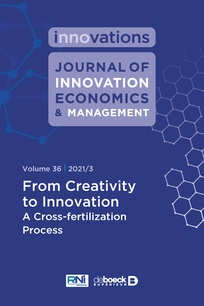 innovations
JOURNAL OF
INNOVATION
ECONOMICS
& MANAGEMENT
Volume 36 | 2021/3
From Creativity
to Innovation
A Cross-fertilization
Process
RNI
deboeck
SUPÉRIEUR